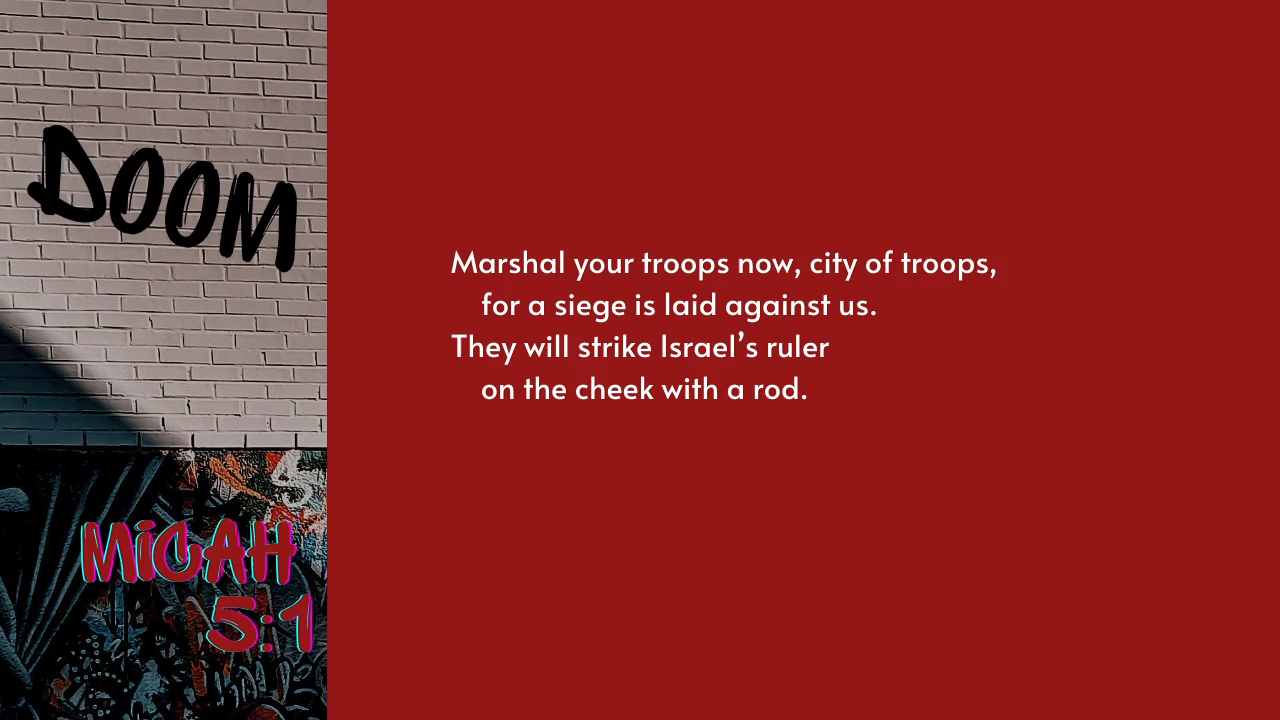 DOOM
MiCAH
5:1
Marshal your troops now, city of troops,
for a siege is laid against us.
They will strike Israel’s ruler
on the cheek with a rod.